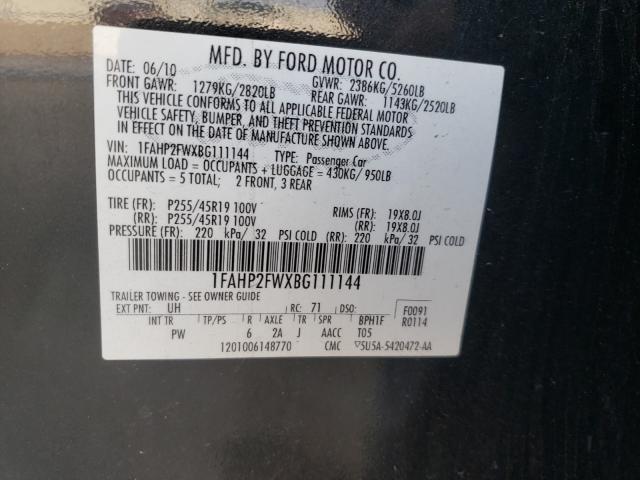 MFD. BY FORD MOTOR CO.
DATE: 06/10 GVWR: 2386KG/5260LB
FRONT GAWR: 1279KG/2820LB REAR GAWR: 1143KG/2520LB
THIS VEHICLE CONFORMS TO ALL APPLICABLE FEDERAL MOTOR
VEHICLE SAFETY, BUMPER, AND THEFT PREVENTION STANDARDS
IN EFFECT ON THE DATE OF MANUFACTURE SHOWN ABOVE.
VIN: 1FAHP2FWXBG111144 TYPE: Passenger Car
MAXIMUM LOAD = OCCUPANTS + LUGGAGE = 430KG/ 950LB
OCCUPANTS = 5 TOTAL; 2 FRONT, 3 REAR
TIRE (FR): P255/45R19 100V RIMS (FR): 19X8.0J
(RR): P255/45R19 100V (RR): 19X8.0J
PRESSURE (FR): 220 kPa/ 32 PSI COLD (RR): 220 kPa/ 32 PSI COLD
1FAHP2FWXBG111144
TRAILER TOWING - SEE OWNER GUIDE
EXT PNT: UH RC: 71 DSO: F0091
INT TR TP/PS R AXLE TR SPR BPH1F R0114
PW 6 2A J AACC T05
1201006148770 CMC ▽5U5A-5420472-AA